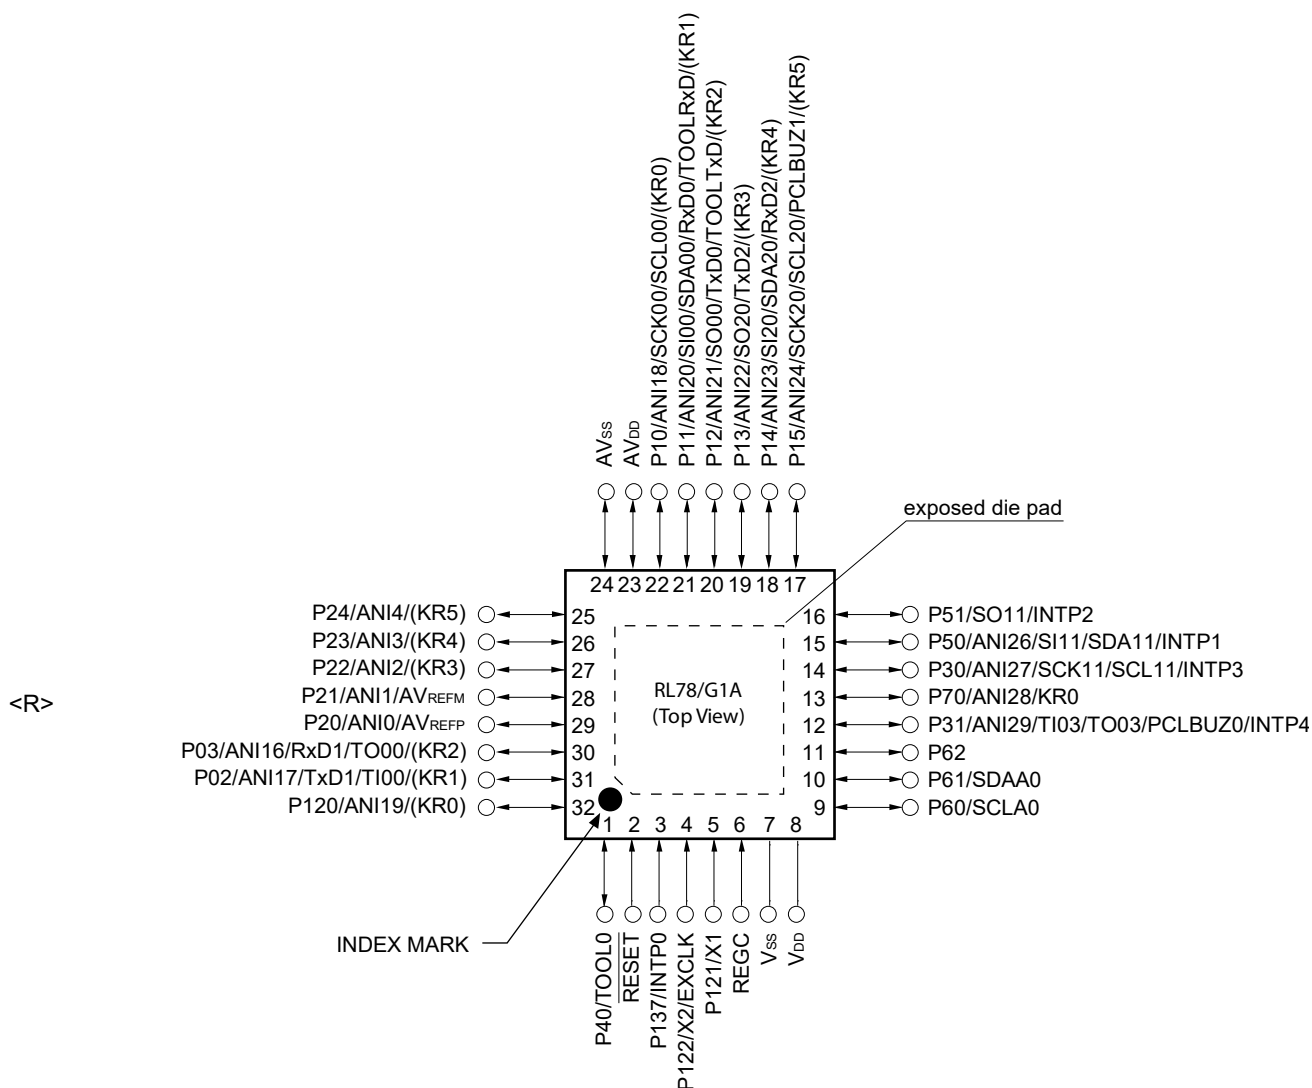 AVSS
AVDD
P10/ANI18/SCK00/SCL00/(KR0)
P11/ANI20/SI00/SDA00/RxD0/TOOLRxD/(KR1)
P12/ANI21/SO00/TxD0/TOOLTxD/(KR2)
P13/ANI22/SO20/TxD2/(KR3)
P14/ANI23/SI20/SDA20/RxD2/(KR4)
P15/ANI24/SCK20/SCL20/PCLBUZ1/(KR5)
exposed die pad
24 23 22 21 20 19 18 17
P24/ANI4/(KR5) 25
P23/ANI3/(KR4) 26
P22/ANI2/(KR3) 27
P21/ANI1/AVREFM 28
P20/ANI0/AVREFP 29
P03/ANI16/RxD1/TO00/(KR2) 30
P02/ANI17/TxD1/TI00/(KR1) 31
P120/ANI19/(KR0) 32
<R>
RL78/G1A
(Top View)
16 P51/SO11/INTP2
15 P50/ANI26/SI11/SDA11/INTP1
14 P30/ANI27/SCK11/SCL11/INTP3
13 P70/ANI28/KR0
12 P31/ANI29/TI03/TO03/PCLBUZ0/INTP4
11 P62
10 P61/SDAA0
9 P60/SCLA0
1 2 3 4 5 6 7 8
INDEX MARK
P40/TOOL0
RESET
P137/INTP0
P122/X2/EXCLK
P121/X1
REGC
VSS
VDD